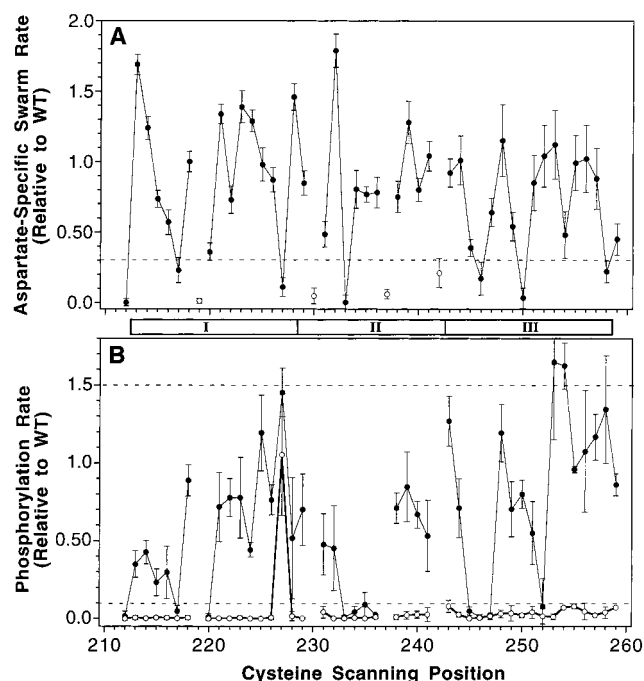 A
Aspartate-Specific Swarm Rate
(Relative to WT)
2.0
1.5
1.0
0.50
0.0
I
II
III
B
Phosphorylation Rate
(Relative to WT)
1.5
1.0
0.50
0.0
210
220
230
240
250
260
Cysteine Scanning Position